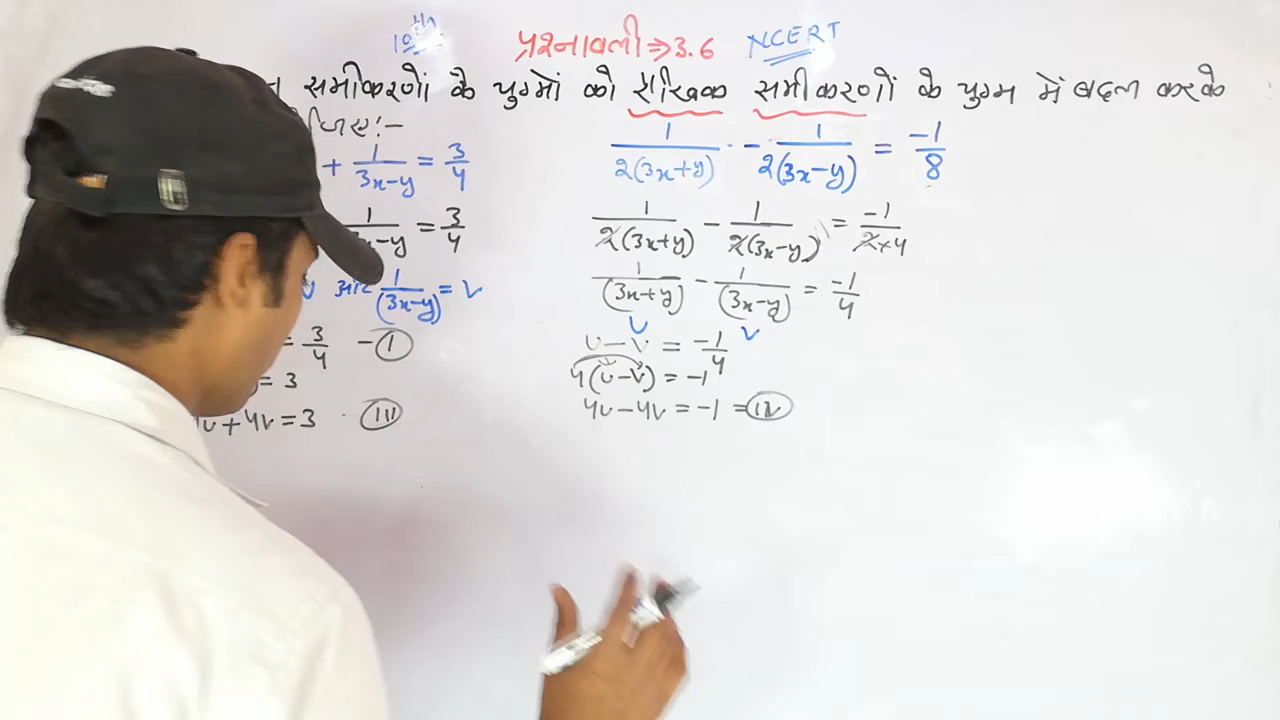 10th प्रश्नावली ⇒ 3.6 NCERT
समीकरणों के युग्मों को रैखिक समीकरणों के युग्म में बदल करके
कीजिए:-
+ 1/(3x-y) = 3/4
1/(3x-y) = 3/4
और 1/(3x-y) = v
= 3/4 - (I)
= 3
4u + 4v = 3 (III)
1/2(3x+y) - 1/2(3x-y) = -1/8
1/2(3x+y) - 1/2(3x-y) = -1/2×4
1/(3x+y) - 1/(3x-y) = -1/4
u v
u - v = -1/4
4(u-v) = -1
4u - 4v = -1 = (IV)